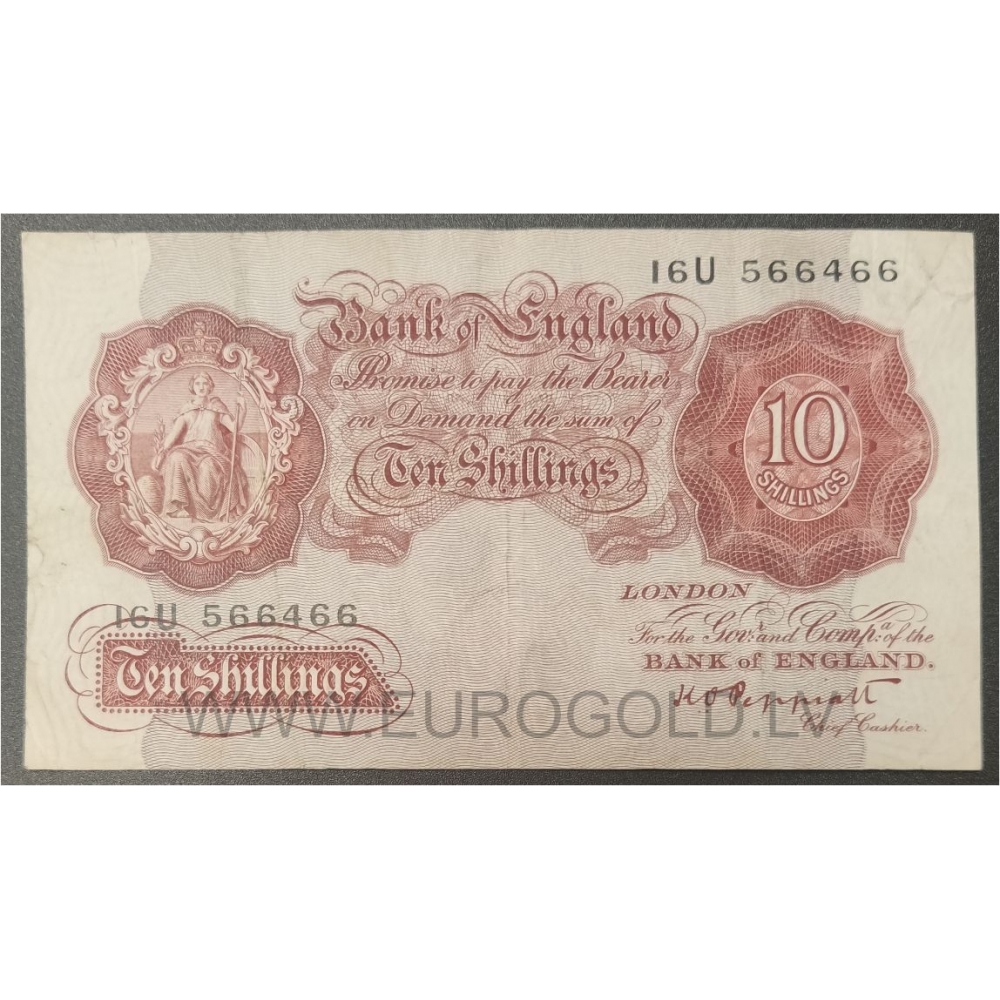 16U 566466
Bank of England
Promise to pay the Bearer
on Demand the sum of
Ten Shillings
10
SHILLINGS
LONDON
For the Gov.r and Comp.a of the
BANK of ENGLAND.
K O Peppiatt
Chief Cashier.
16U 566466
Ten Shillings
WWW.EUROGOLD.LV